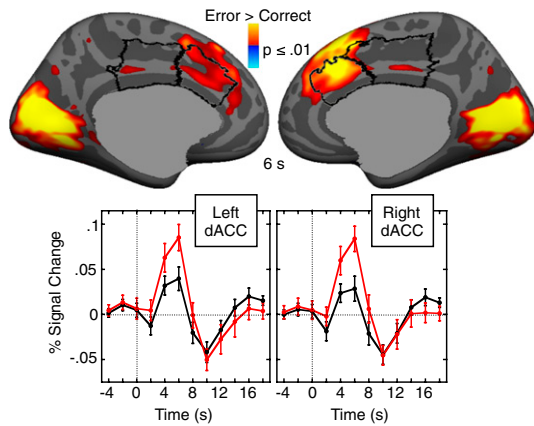 Error > Correct
p ≤ .01
6 s
Left
dACC
Right
dACC
% Signal Change
.1
.05
0
-.05
-4 0 4 8 12 16
-4 0 4 8 12 16
Time (s)
Time (s)